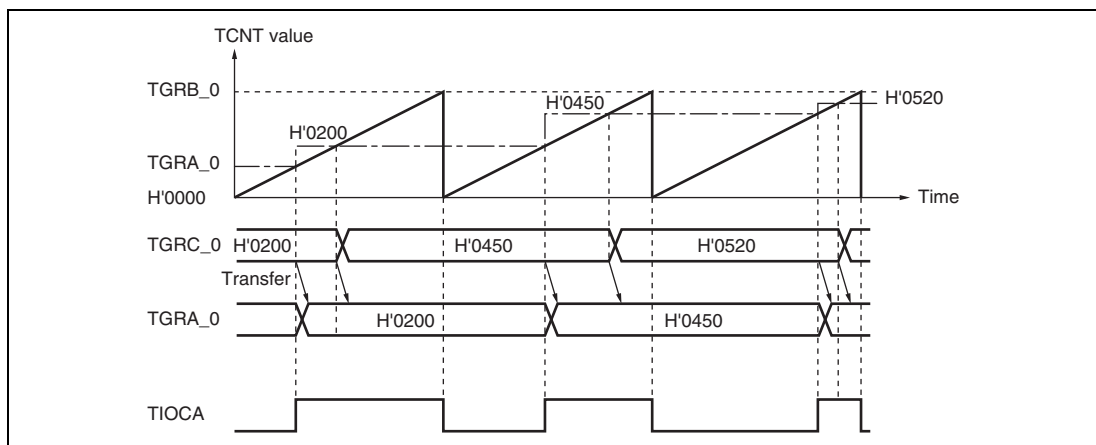 TCNT value
TGRB_0
H'0520
H'0450
H'0200
TGRA_0
H'0000
Time
TGRC_0
H'0200
H'0450
H'0520
Transfer
TGRA_0
H'0200
H'0450
TIOCA